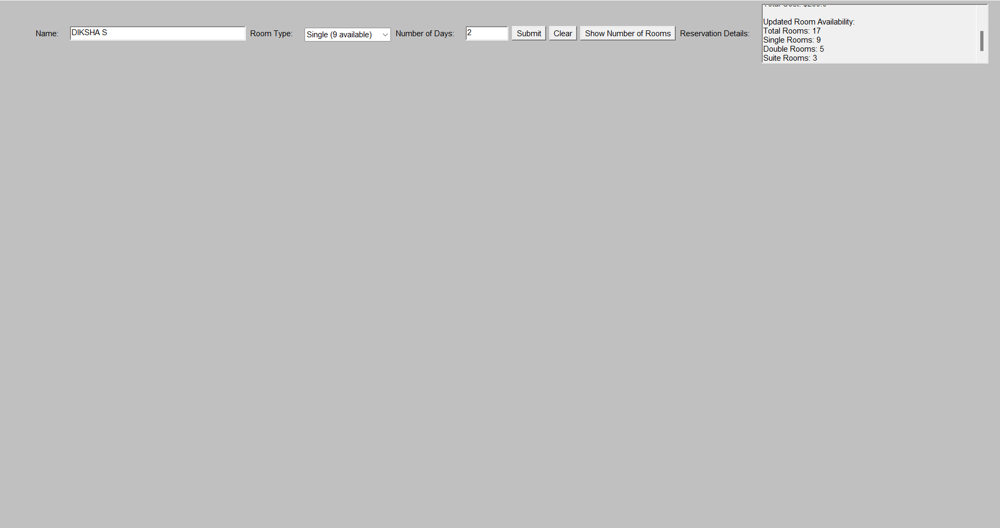 Name: DIKSHA S Room Type: Single (9 available) Number of Days: 2 Submit Clear Show Number of Rooms Reservation Details:
Updated Room Availability:
Total Rooms: 17
Single Rooms: 9
Double Rooms: 5
Suite Rooms: 3